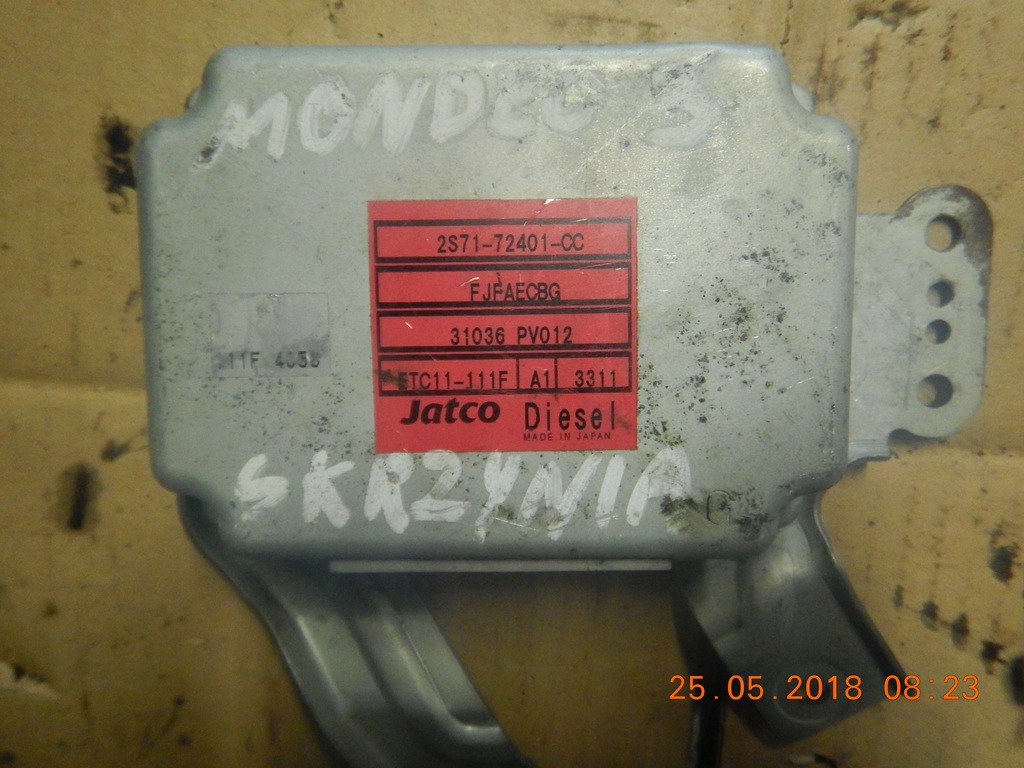 MONDEO 3
2S71-72401-CC
FJFAECBG
31036 PV012
ETC11-111F A1 3311
Jatco Diesel
MADE IN JAPAN
SKRZYNIA
25.05.2018 08:23